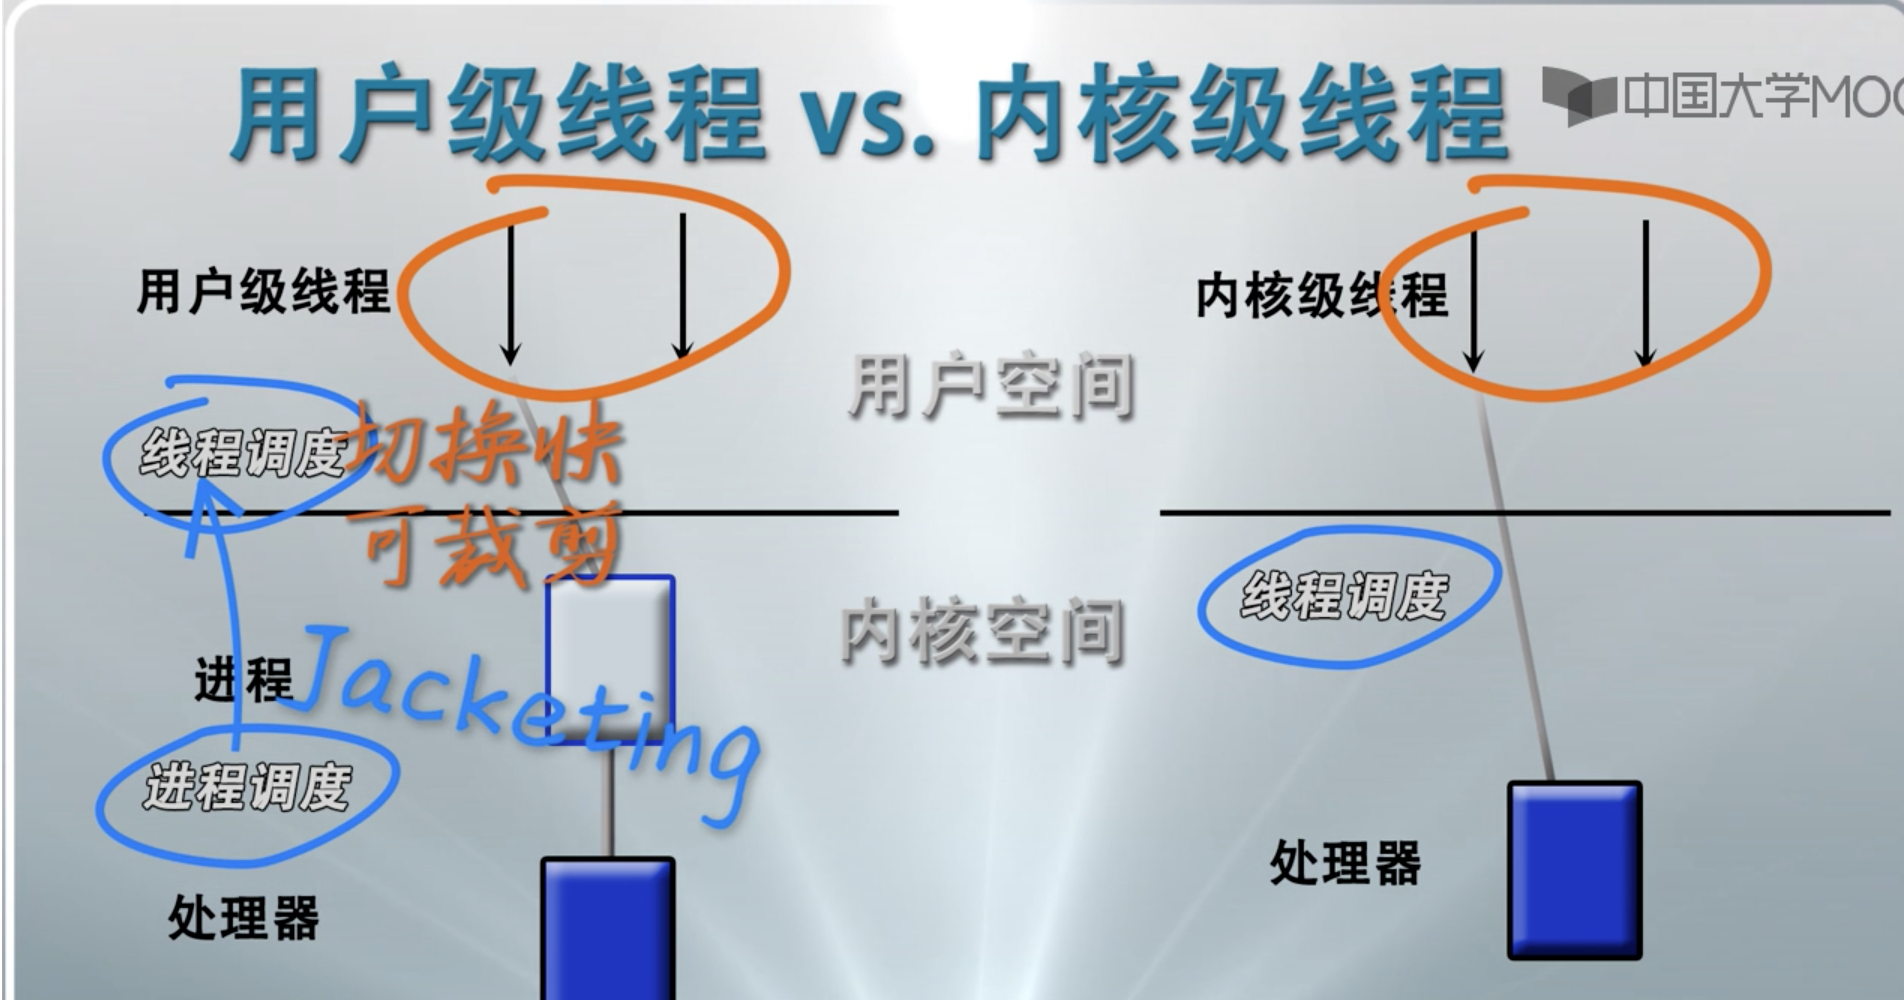 用户级线程 vs. 内核级线程
中国大学MOO
用户级线程
内核级线程
用户空间
线程调度
切换快
可裁剪
内核空间
线程调度
进程
Jacketing
进程调度
处理器
处理器